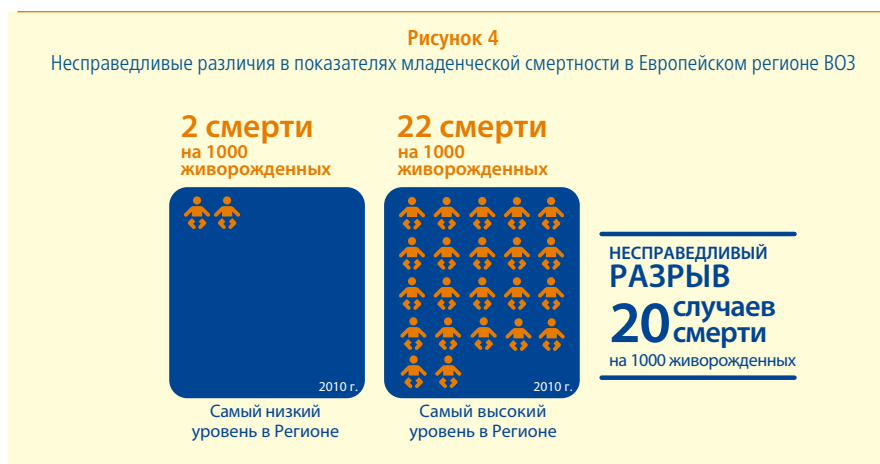 Рисунок 4
Несправедливые различия в показателях младенческой смертности в Европейском регионе ВОЗ
2 смерти
на 1000
живорожденных
2010 г.
Самый низкий
уровень в Регионе
22 смерти
на 1000
живорожденных
2010 г.
Самый высокий
уровень в Регионе
НЕСПРАВЕДЛИВЫЙ
РАЗРЫВ
20 случаев
смерти
на 1000 живорожденных